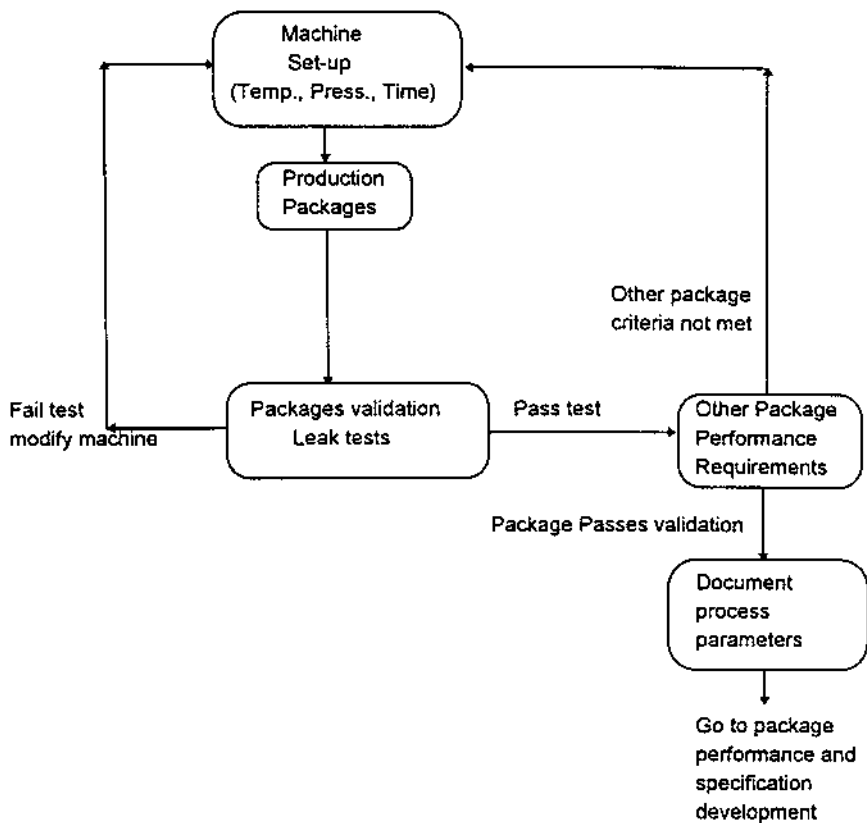 Machine
Set-up
(Temp., Press., Time)
Production
Packages
Other package
criteria not met
Fail test
modify machine
Packages validation
Leak tests
Pass test
Other Package
Performance
Requirements
Package Passes validation
Document
process
parameters
Go to package
performance and
specification
development